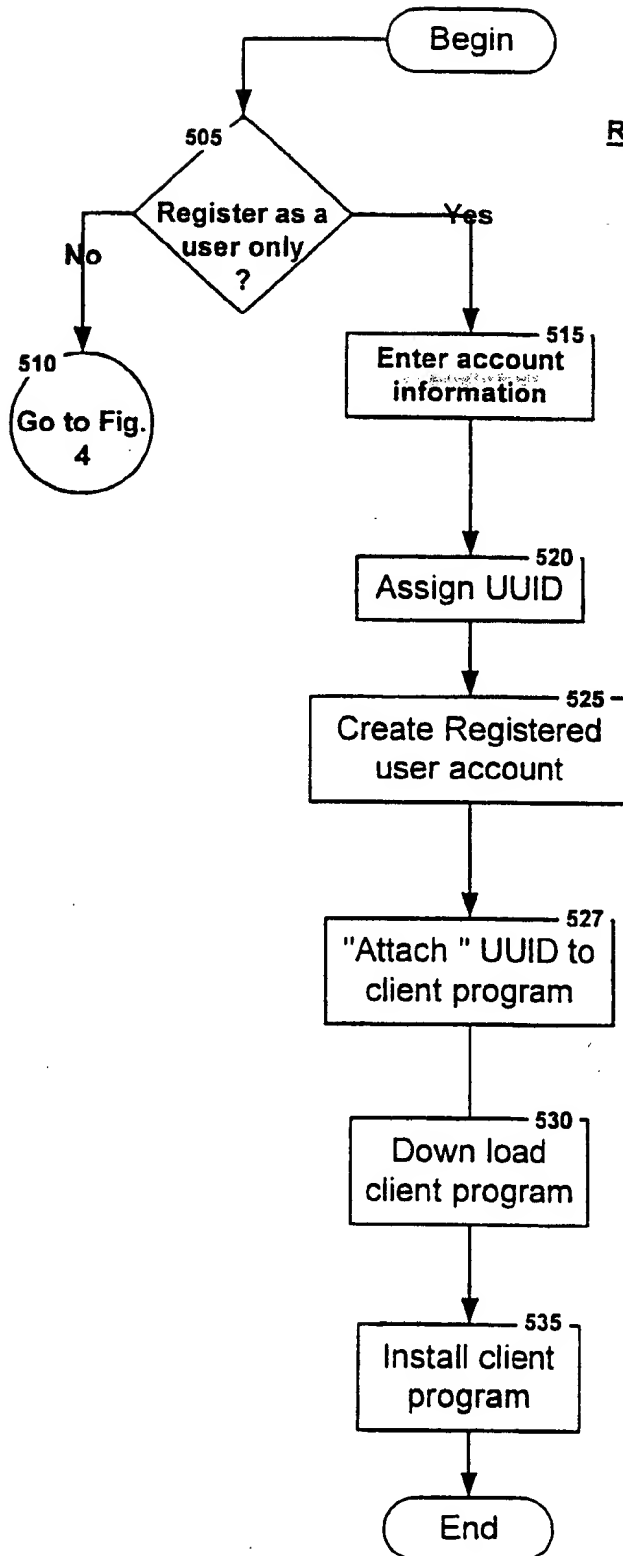 Begin
505
R
Register as a
user only
?
No
Yes
510
Go to Fig.
4
515
Enter account
information
520
Assign UUID
525
Create Registered
user account
527
"Attach " UUID to
client program
530
Down load
client program
535
Install client
program
End